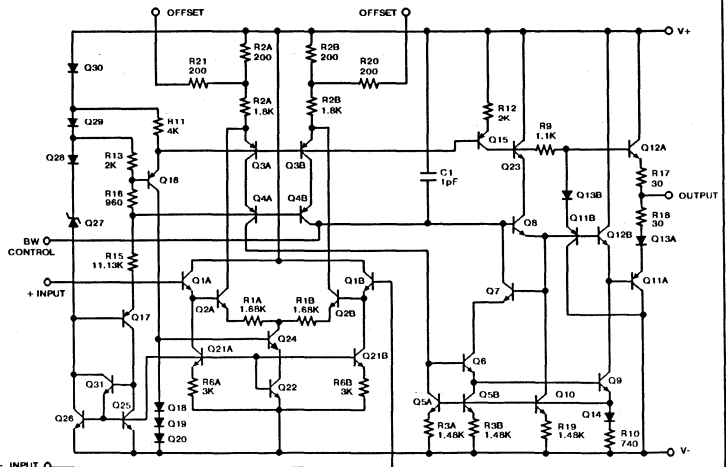 OFFSET
OFFSET
V+
R2A
200
R2B
200
R21
200
R20
200
Q30
R11
4K
R2A
1.8K
R2B
1.8K
R12
2K
Q29
R9
1.1K
Q15
Q12A
Q28
R13
2K
Q16
Q3A
Q3B
Q23
R17
30
C1
1pF
OUTPUT
R16
960
Q4A
Q4B
Q13B
R18
30
Q27
Q8
Q11B
Q12B
Q13A
BW
CONTROL
R15
11.13K
Q1A
Q1B
Q11A
+ INPUT
Q7
Q2A
R1A
1.68K
R1B
1.68K
Q2B
Q17
Q24
Q21A
Q21B
Q6
Q31
R6A
3K
Q22
R6B
3K
Q9
Q5A
Q5B
Q10
Q26
Q25
Q18
Q14
Q19
R3A
1.48K
R3B
1.48K
R19
1.48K
R10
740
Q20
V-
- INPUT